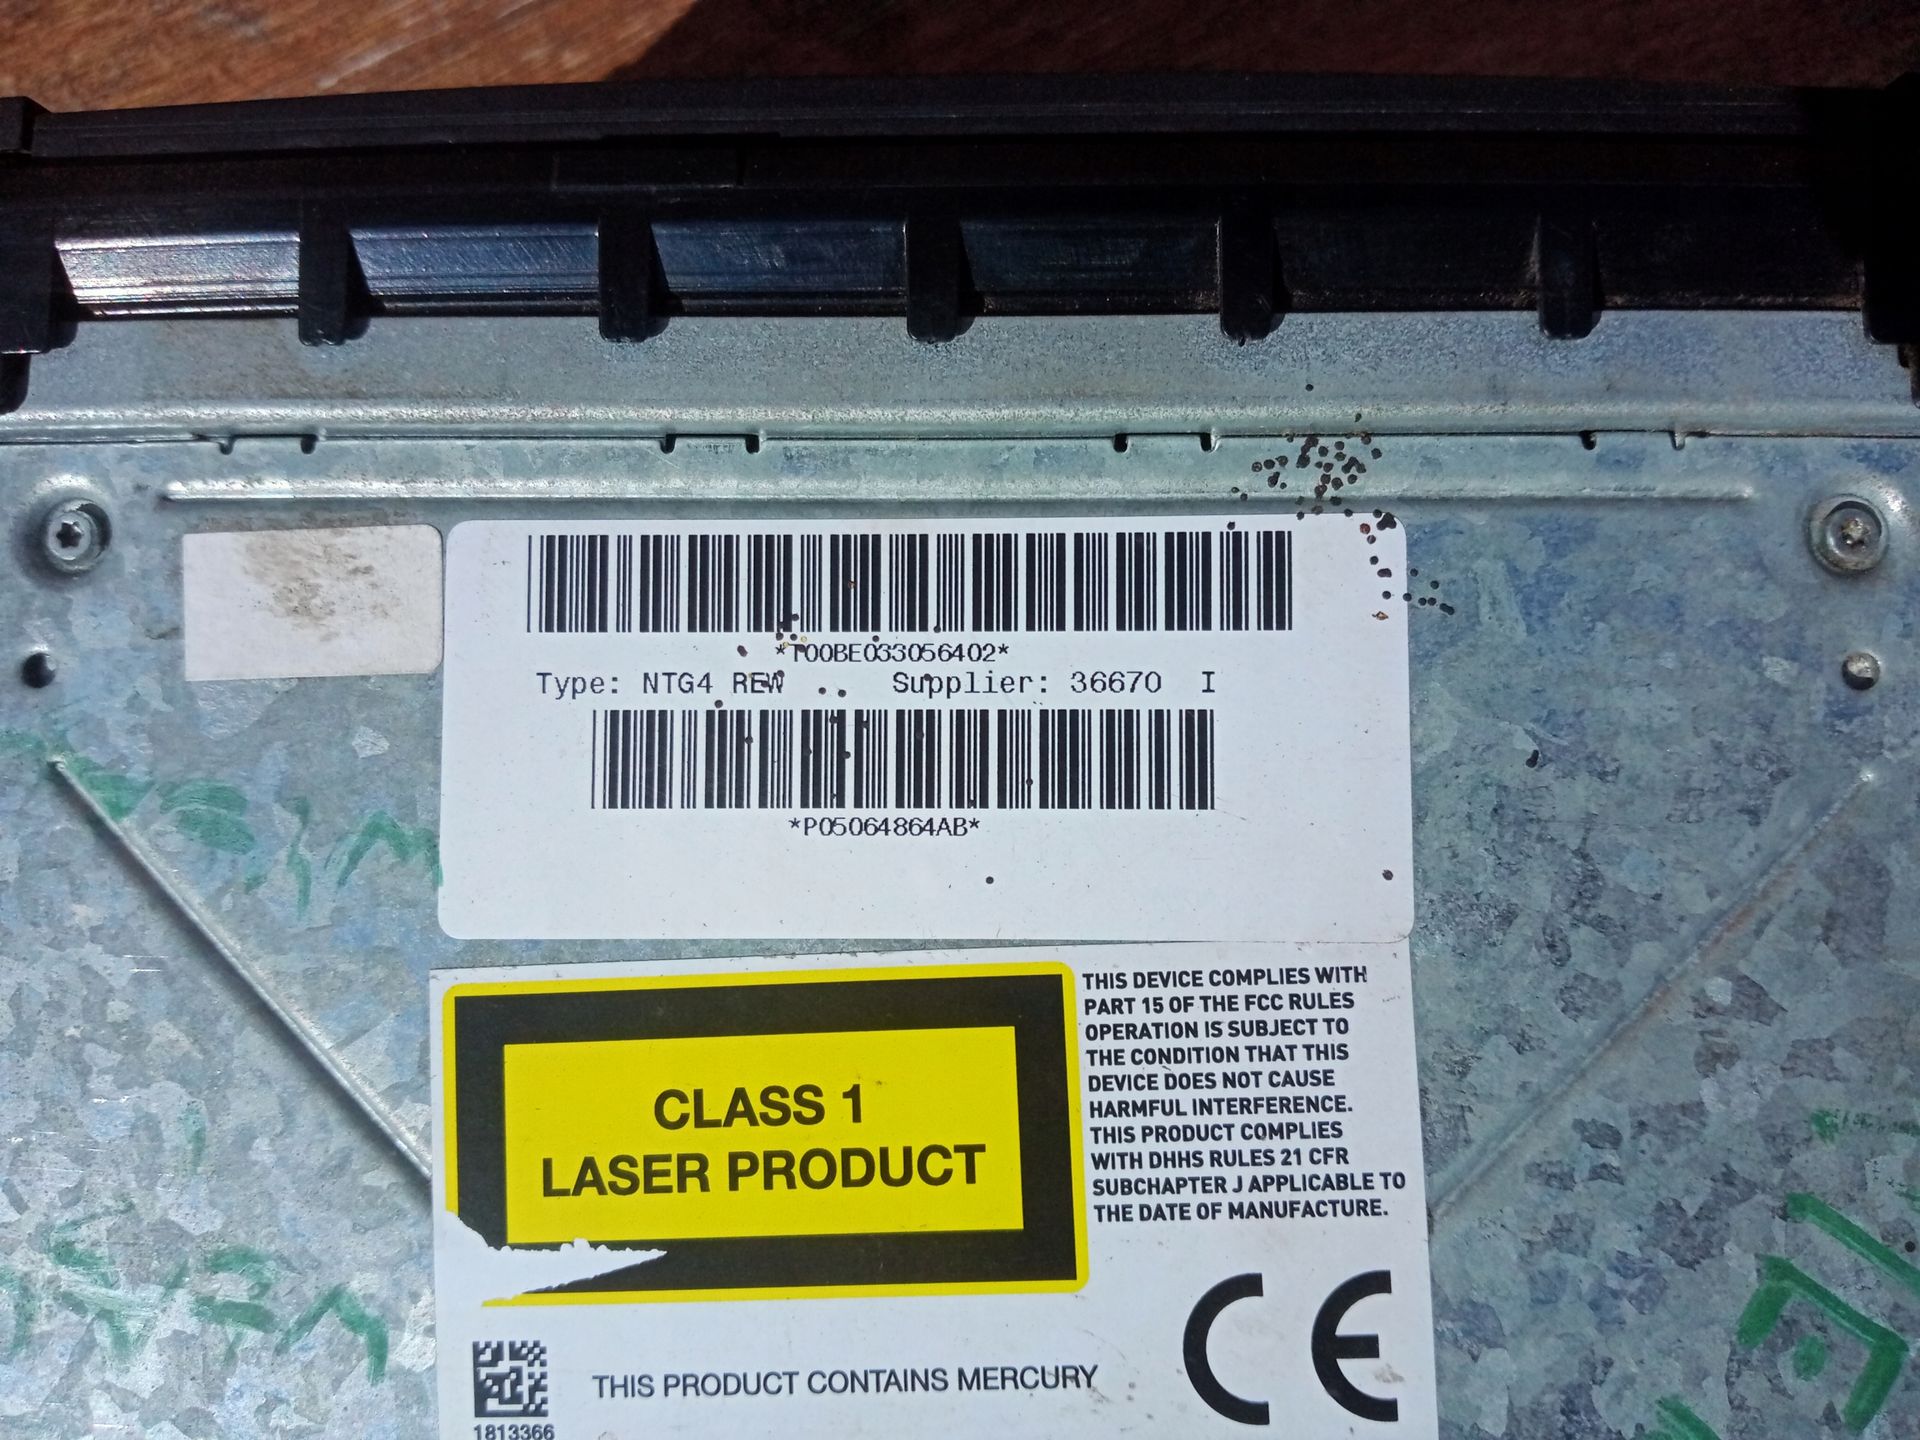 *T00BE033056402*
Type: NTG4 REW Supplier: 36670 I
*P05064864AB*
CLASS 1
LASER PRODUCT
THIS DEVICE COMPLIES WITH
PART 15 OF THE FCC RULES
OPERATION IS SUBJECT TO
THE CONDITION THAT THIS
DEVICE DOES NOT CAUSE
HARMFUL INTERFERENCE.
THIS PRODUCT COMPLIES
WITH DHHS RULES 21 CFR
SUBCHAPTER J APPLICABLE TO
THE DATE OF MANUFACTURE.
THIS PRODUCT CONTAINS MERCURY
CE
1813366